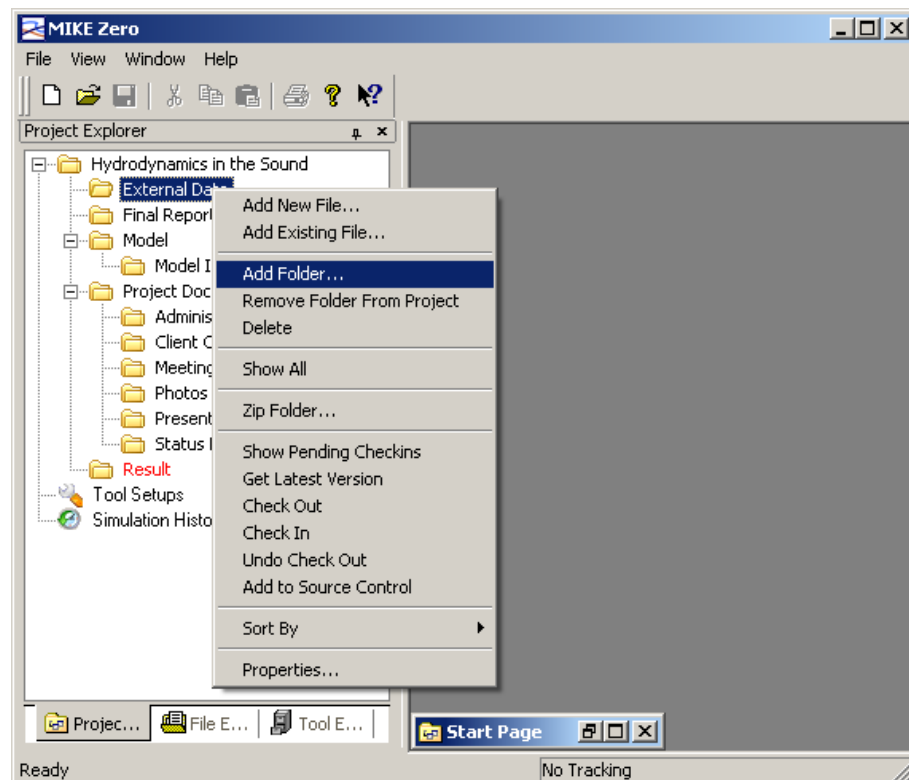 MIKE Zero
File View Window Help
Project Explorer
Hydrodynamics in the Sound
External Data
Final Report
Model
Model I
Project Doc
Adminis
Client C
Meeting
Photos
Present
Status
Result
Tool Setups
Simulation Histo
Add New File...
Add Existing File...
Add Folder...
Remove Folder From Project
Delete
Show All
Zip Folder...
Show Pending Checkins
Get Latest Version
Check Out
Check In
Undo Check Out
Add to Source Control
Sort By
Properties...
Projec... File E... Tool E...
Start Page
Ready No Tracking